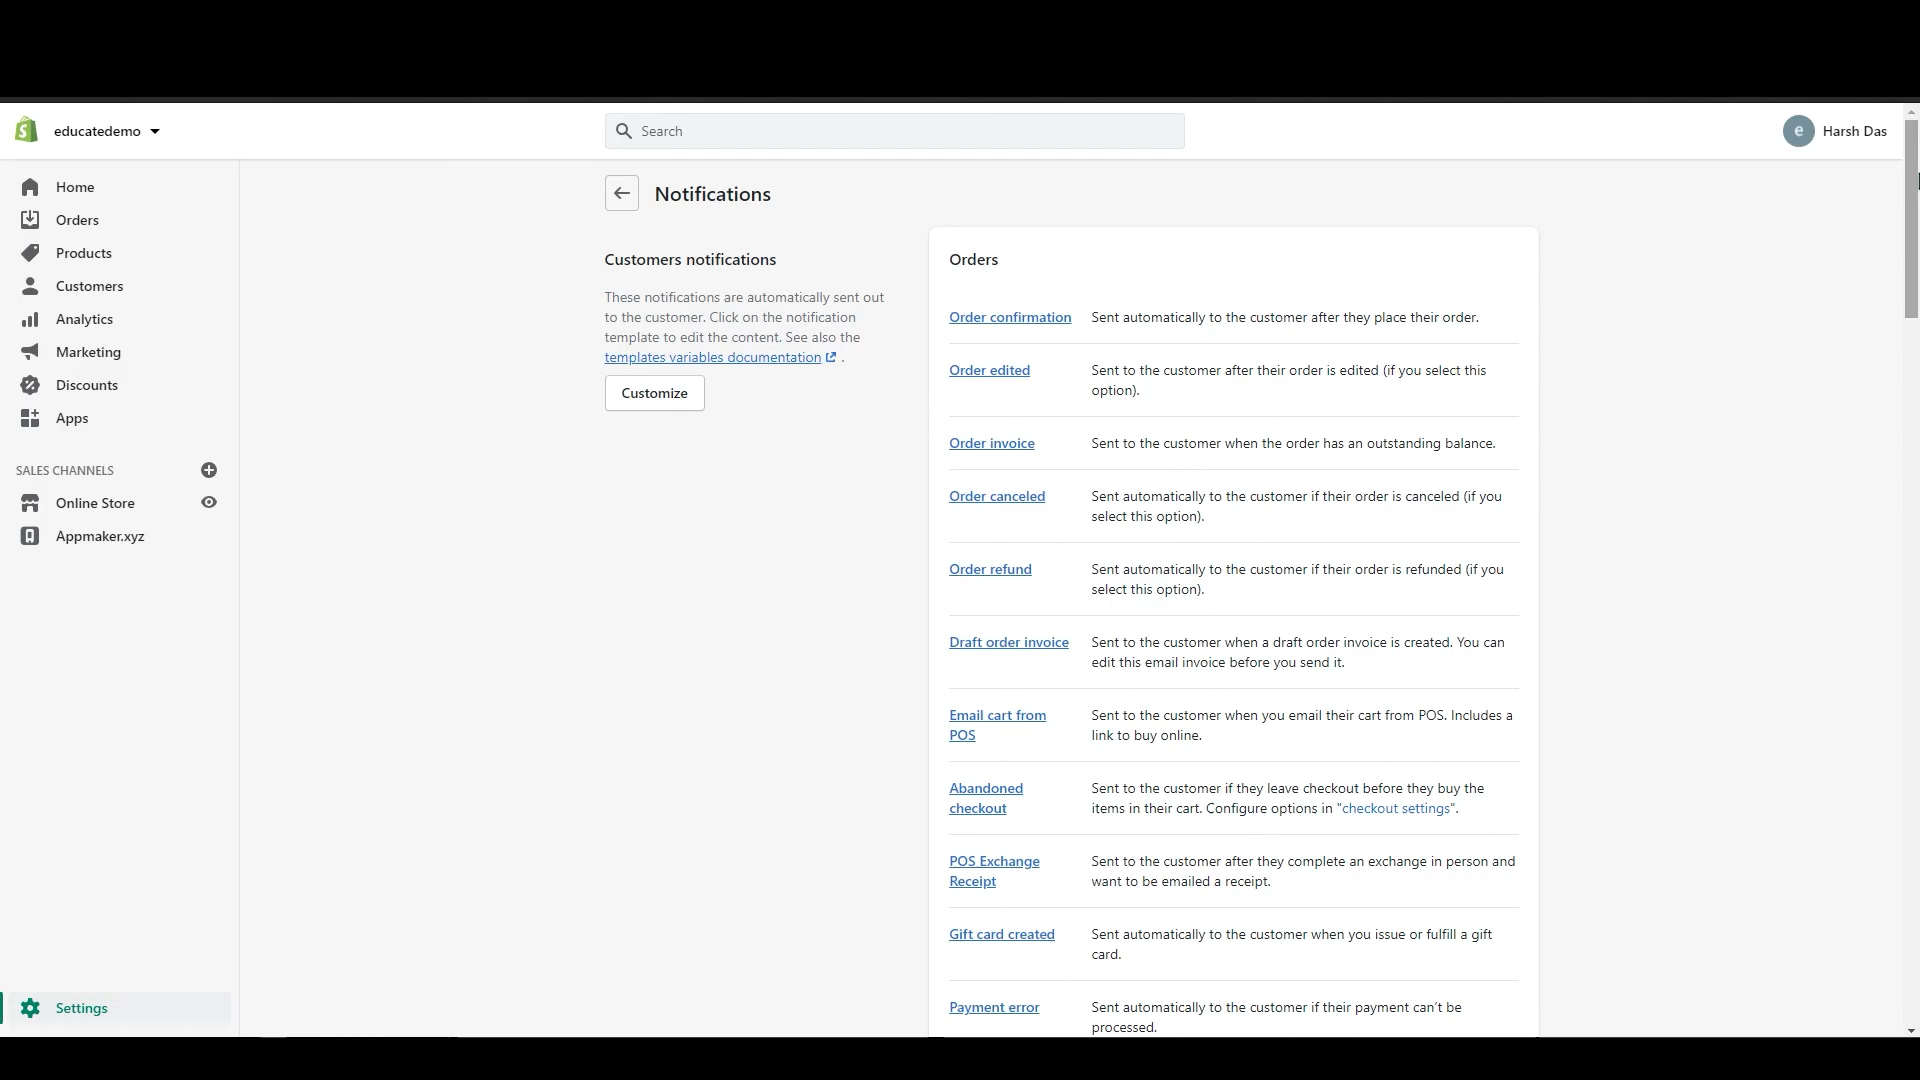 educatedemo
Search
e
Harsh Das
Home
Orders
Products
Customers
Analytics
Marketing
Discounts
Apps
SALES CHANNELS
Online Store
Appmaker.xyz
Settings
Notifications
Customers notifications
These notifications are automatically sent out
to the customer. Click on the notification
template to edit the content. See also the
templates variables documentation .
Customize
Orders
Order confirmation
Sent automatically to the customer after they place their order.
Order edited
Sent to the customer after their order is edited (if you select this
option).
Order invoice
Sent to the customer when the order has an outstanding balance.
Order canceled
Sent automatically to the customer if their order is canceled (if you
select this option).
Order refund
Sent automatically to the customer if their order is refunded (if you
select this option).
Draft order invoice
Sent to the customer when a draft order invoice is created. You can
edit this email invoice before you send it.
Email cart from
POS
Sent to the customer when you email their cart from POS. Includes a
link to buy online.
Abandoned
checkout
Sent to the customer if they leave checkout before they buy the
items in their cart. Configure options in "checkout settings".
POS Exchange
Receipt
Sent to the customer after they complete an exchange in person and
want to be emailed a receipt.
Gift card created
Sent automatically to the customer when you issue or fulfill a gift
card.
Payment error
Sent automatically to the customer if their payment can't be
processed.